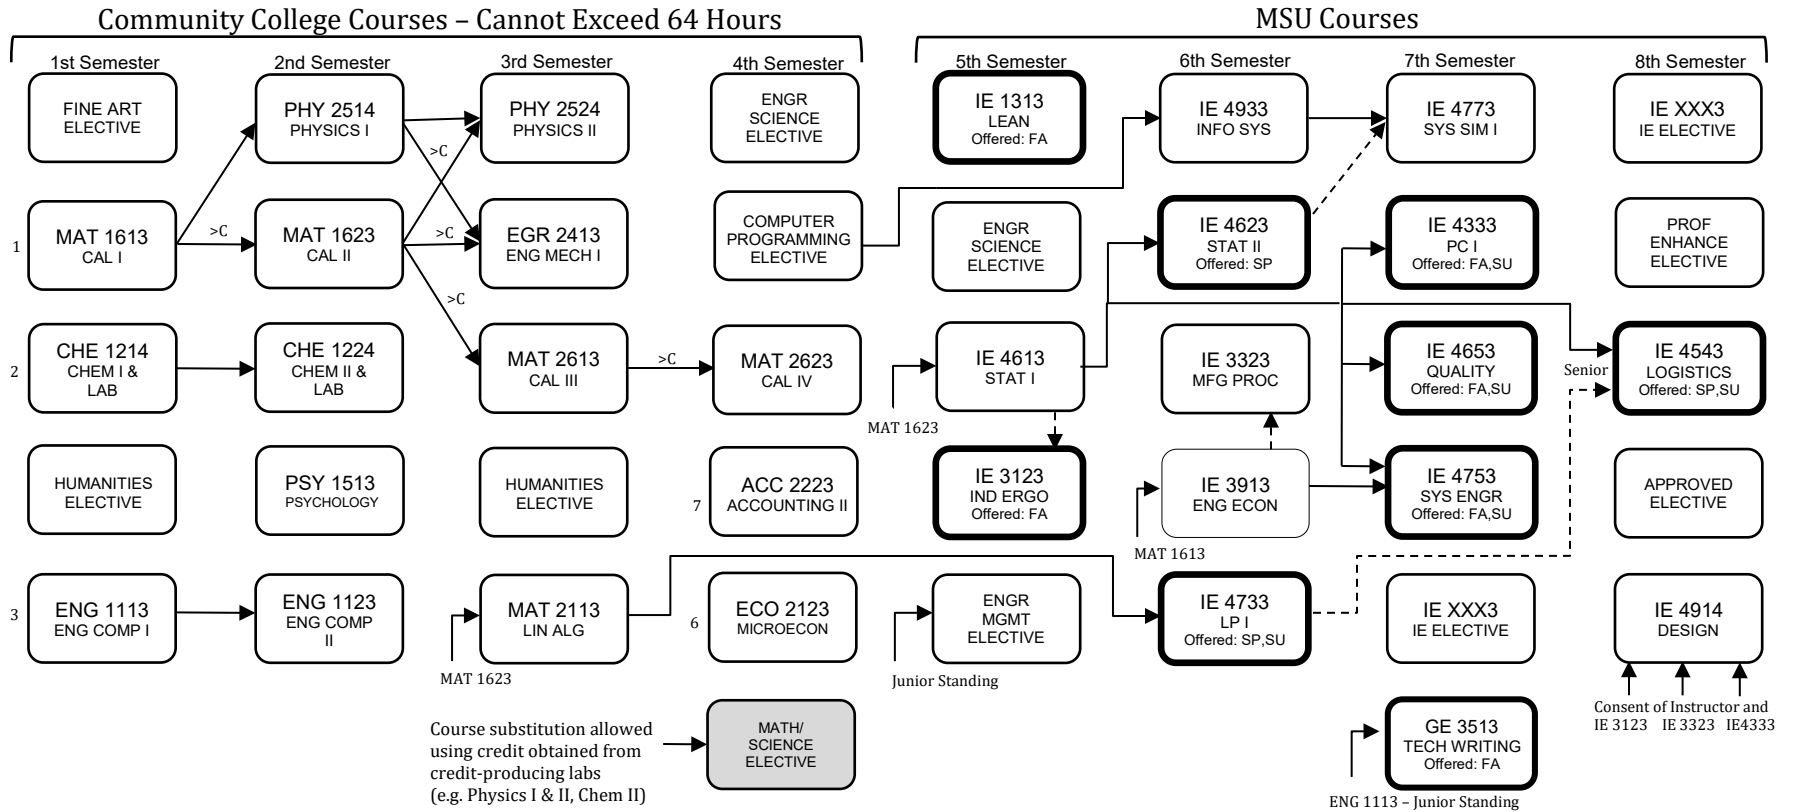 Community College Courses – Cannot Exceed 64 Hours
MSU Courses
1st Semester
2nd Semester
3rd Semester
4th Semester
5th Semester
6th Semester
7th Semester
8th Semester
FINE ART
ELECTIVE
PHY 2514
PHYSICS I
PHY 2524
PHYSICS II
ENGR
SCIENCE
ELECTIVE
IE 1313
LEAN
Offered: FA
IE 4933
INFO SYS
IE 4773
SYS SIM I
IE XXX3
IE ELECTIVE
>C
1
MAT 1613
CAL I
>C
MAT 1623
CAL II
>C
EGR 2413
ENG MECH I
COMPUTER
PROGRAMMING
ELECTIVE
ENGR
SCIENCE
ELECTIVE
IE 4623
STAT II
Offered: SP
IE 4333
PC I
Offered: FA,SU
PROF
ENHANCE
ELECTIVE
>C
2
CHE 1214
CHEM I &
LAB
CHE 1224
CHEM II &
LAB
MAT 2613
CAL III
>C
MAT 2623
CAL IV
MAT 1623
IE 4613
STAT I
IE 3323
MFG PROC
IE 4653
QUALITY
Offered: FA,SU
Senior
IE 4543
LOGISTICS
Offered: SP,SU
HUMANITIES
ELECTIVE
PSY 1513
PSYCHOLOGY
HUMANITIES
ELECTIVE
7
ACC 2223
ACCOUNTING II
IE 3123
IND ERGO
Offered: FA
IE 3913
ENG ECON
MAT 1613
IE 4753
SYS ENGR
Offered: FA,SU
APPROVED
ELECTIVE
3
ENG 1113
ENG COMP I
ENG 1123
ENG COMP
II
MAT 2113
LIN ALG
MAT 1623
6
ECO 2123
MICROECON
ENGR
MGMT
ELECTIVE
Junior Standing
IE 4733
LP I
Offered: SP,SU
IE XXX3
IE ELECTIVE
IE 4914
DESIGN
Consent of Instructor and
IE 3123 IE 3323 IE4333
Course substitution allowed
using credit obtained from
credit-producing labs
(e.g. Physics I & II, Chem II)
MATH/
SCIENCE
ELECTIVE
GE 3513
TECH WRITING
Offered: FA
ENG 1113 – Junior Standing